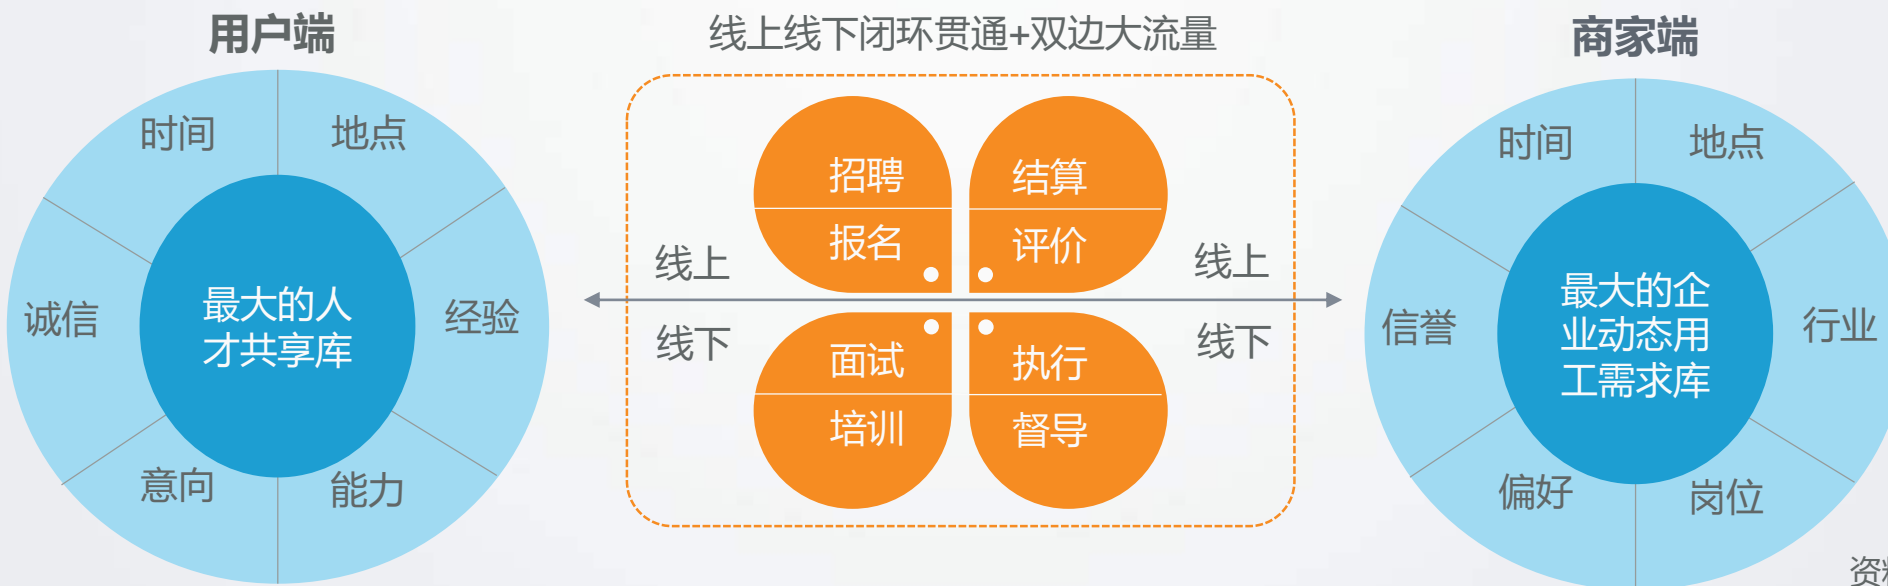 用户端
线上线下闭环贯通+双边大流量
商家端
时间
地点
诚信
经验
意向
能力
最大的人
才共享库
招聘
报名
结算
评价
线上
线上
线下
线下
面试
培训
执行
督导
时间
地点
信誉
行业
偏好
岗位
最大的企
业动态用
工需求库
资料